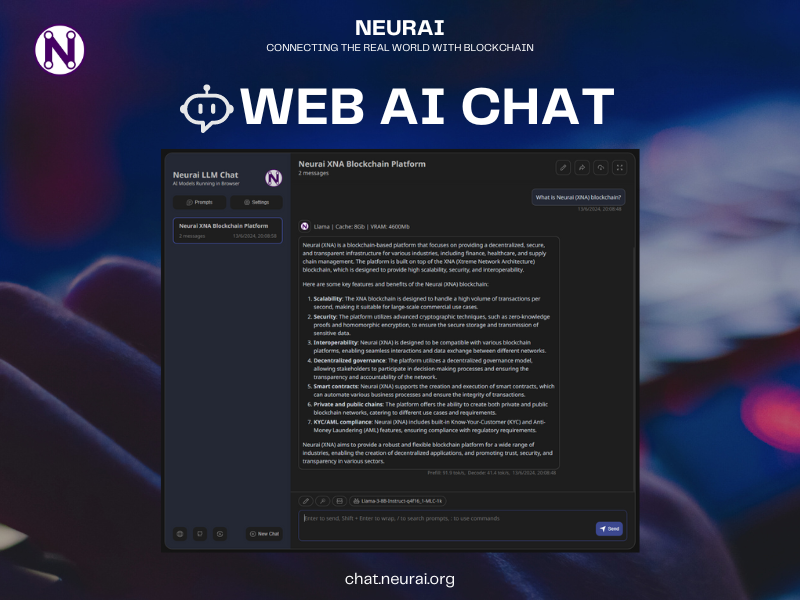 NEURAI
CONNECTING THE REAL WORLD WITH BLOCKCHAIN
N
WEB AI CHAT
Neurai LLM Chat
AI Models Running in Browser
N
Prompts
Settings
Neurai XNA Blockchain Platform
2 messages
13/6/2024, 20:08:58
Neurai XNA Blockchain Platform
2 messages
What is Neurai (XNA) blockchain?
13/6/2024, 20:08:48
N
Llama | Cache: 8Gb | VRAM: 4600Mb
Neurai (XNA) is a blockchain-based platform that focuses on providing a decentralized, secure,
and transparent infrastructure for various industries, including finance, healthcare, and supply
chain management. The platform is built on top of the XNA (Xtreme Network Architecture)
blockchain, which is designed to provide high scalability, security, and interoperability.
Here are some key features and benefits of the Neurai (XNA) blockchain:
1. Scalability: The XNA blockchain is designed to handle a high volume of transactions per
second, making it suitable for large-scale commercial use cases.
2. Security: The platform utilizes advanced cryptographic techniques, such as zero-knowledge
proofs and homomorphic encryption, to ensure the secure storage and transmission of
sensitive data.
3. Interoperability: Neurai (XNA) is designed to be compatible with various blockchain
platforms, enabling seamless interactions and data exchange between different networks.
4. Decentralized governance: The platform utilizes a decentralized governance model,
allowing stakeholders to participate in decision-making processes and ensuring the
transparency and accountability of the network.
5. Smart contracts: Neurai (XNA) supports the creation and execution of smart contracts, which
can automate various business processes and ensure the integrity of transactions.
6. Private and public chains: The platform offers the ability to create both private and public
blockchain networks, catering to different use cases and requirements.
7. KYC/AML compliance: Neurai (XNA) includes built-in Know-Your-Customer (KYC) and Anti-
Money Laundering (AML) features, ensuring compliance with regulatory requirements.
Neurai (XNA) aims to provide a robust and flexible blockchain platform for a wide range of
industries, enabling the creation of decentralized applications, and promoting trust, security, and
transparency in various sectors.
13/6/2024, 20:08:48
Llama-3-8B-Instruct-q4f16_1-MLC-1k
Enter to send, Shift + Enter to wrap, / to search prompts, : to use commands
Send
New Chat
chat.neurai.org